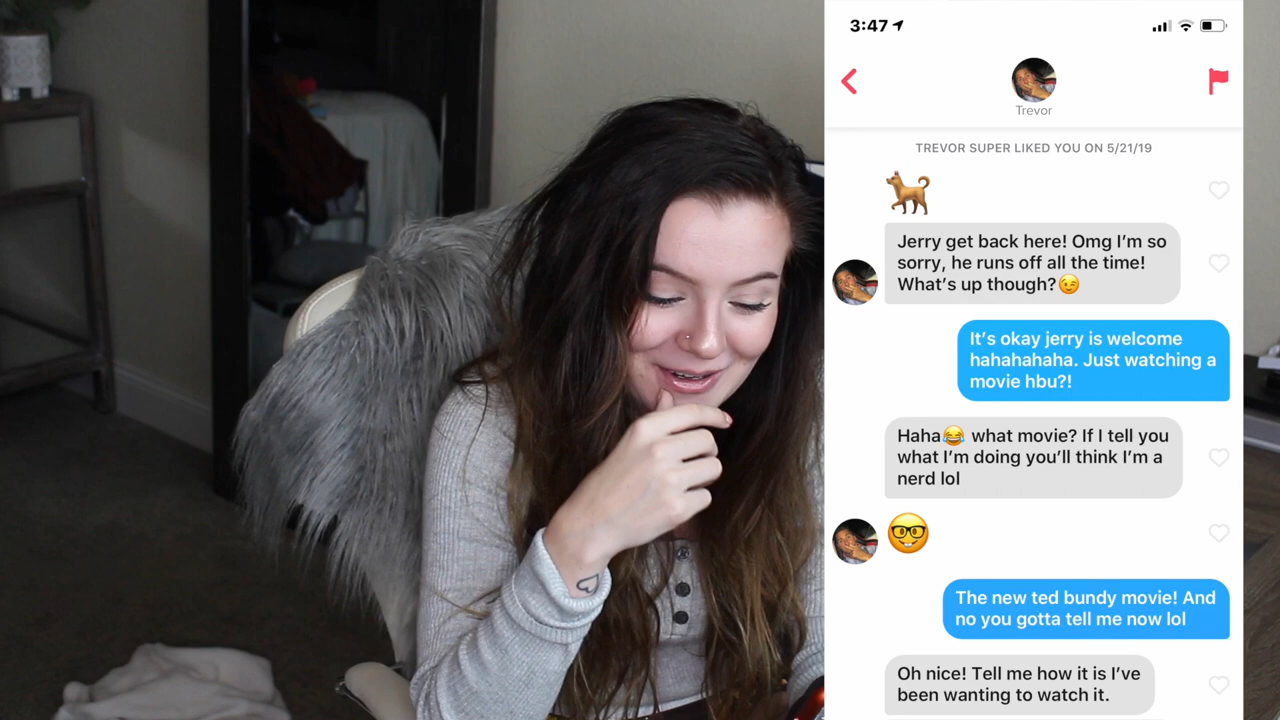 3:47
Trevor
TREVOR SUPER LIKED YOU ON 5/21/19
Jerry get back here! Omg I'm so
sorry, he runs off all the time!
What's up though?😉
It's okay jerry is welcome
hahahahaha. Just watching a
movie hbu?!
Haha😂 what movie? If I tell you
what I'm doing you'll think I'm a
nerd lol
The new ted bundy movie! And
no you gotta tell me now lol
Oh nice! Tell me how it is I've
been wanting to watch it.